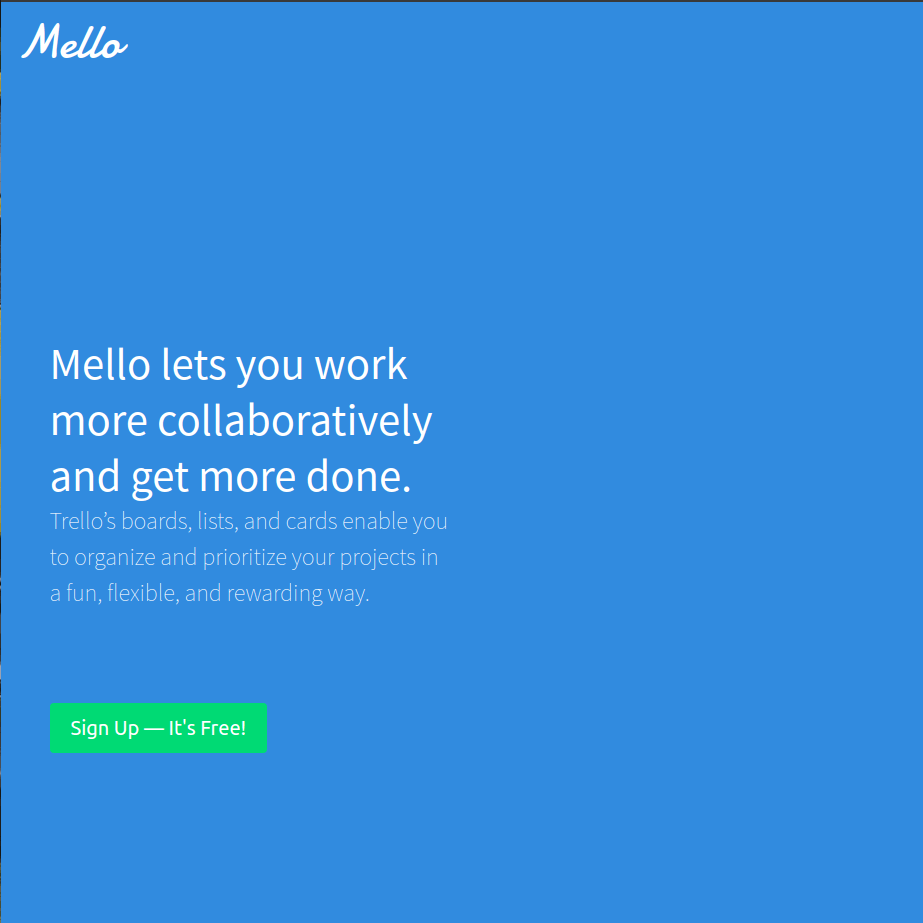 Mello
Mello lets you work
more collaboratively
and get more done.
Trello’s boards, lists, and cards enable you
to organize and prioritize your projects in
a fun, flexible, and rewarding way.
Sign Up — It's Free!